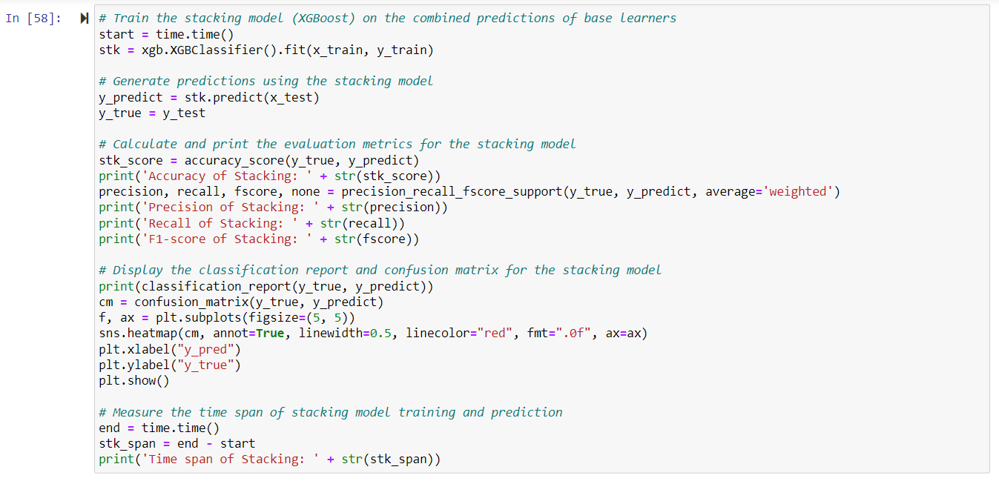 In [58]:
# Train the stacking model (XGBoost) on the combined predictions of base learners
start = time.time()
stk = xgb.XGBClassifier().fit(x_train, y_train)
# Generate predictions using the stacking model
y_predict = stk.predict(x_test)
y_true = y_test
# Calculate and print the evaluation metrics for the stacking model
stk_score = accuracy_score(y_true, y_predict)
print('Accuracy of Stacking: ' + str(stk_score))
precision, recall, fscore, none = precision_recall_fscore_support(y_true, y_predict, average='weighted')
print('Precision of Stacking: ' + str(precision))
print('Recall of Stacking: ' + str(recall))
print('F1-score of Stacking: ' + str(fscore))
# Display the classification report and confusion matrix for the stacking model
print(classification_report(y_true, y_predict))
cm = confusion_matrix(y_true, y_predict)
f, ax = plt.subplots(figsize=(5, 5))
sns.heatmap(cm, annot=True, linewidth=0.5, linecolor="red", fmt=".0f", ax=ax)
plt.xlabel("y_pred")
plt.ylabel("y_true")
plt.show()
# Measure the time span of stacking model training and prediction
end = time.time()
stk_span = end - start
print('Time span of Stacking: ' + str(stk_span))